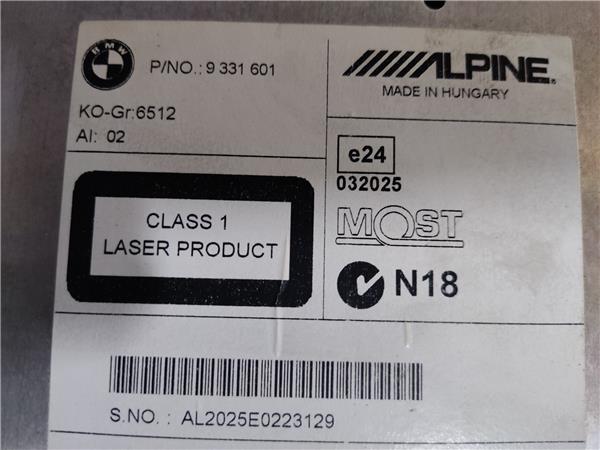 BMW
P/NO.: 9 331 601
ALPINE®
MADE IN HUNGARY
KO-Gr:6512
AI: 02
e24
032025
CLASS 1
LASER PRODUCT
MOST
N18
S.NO. : AL2025E0223129